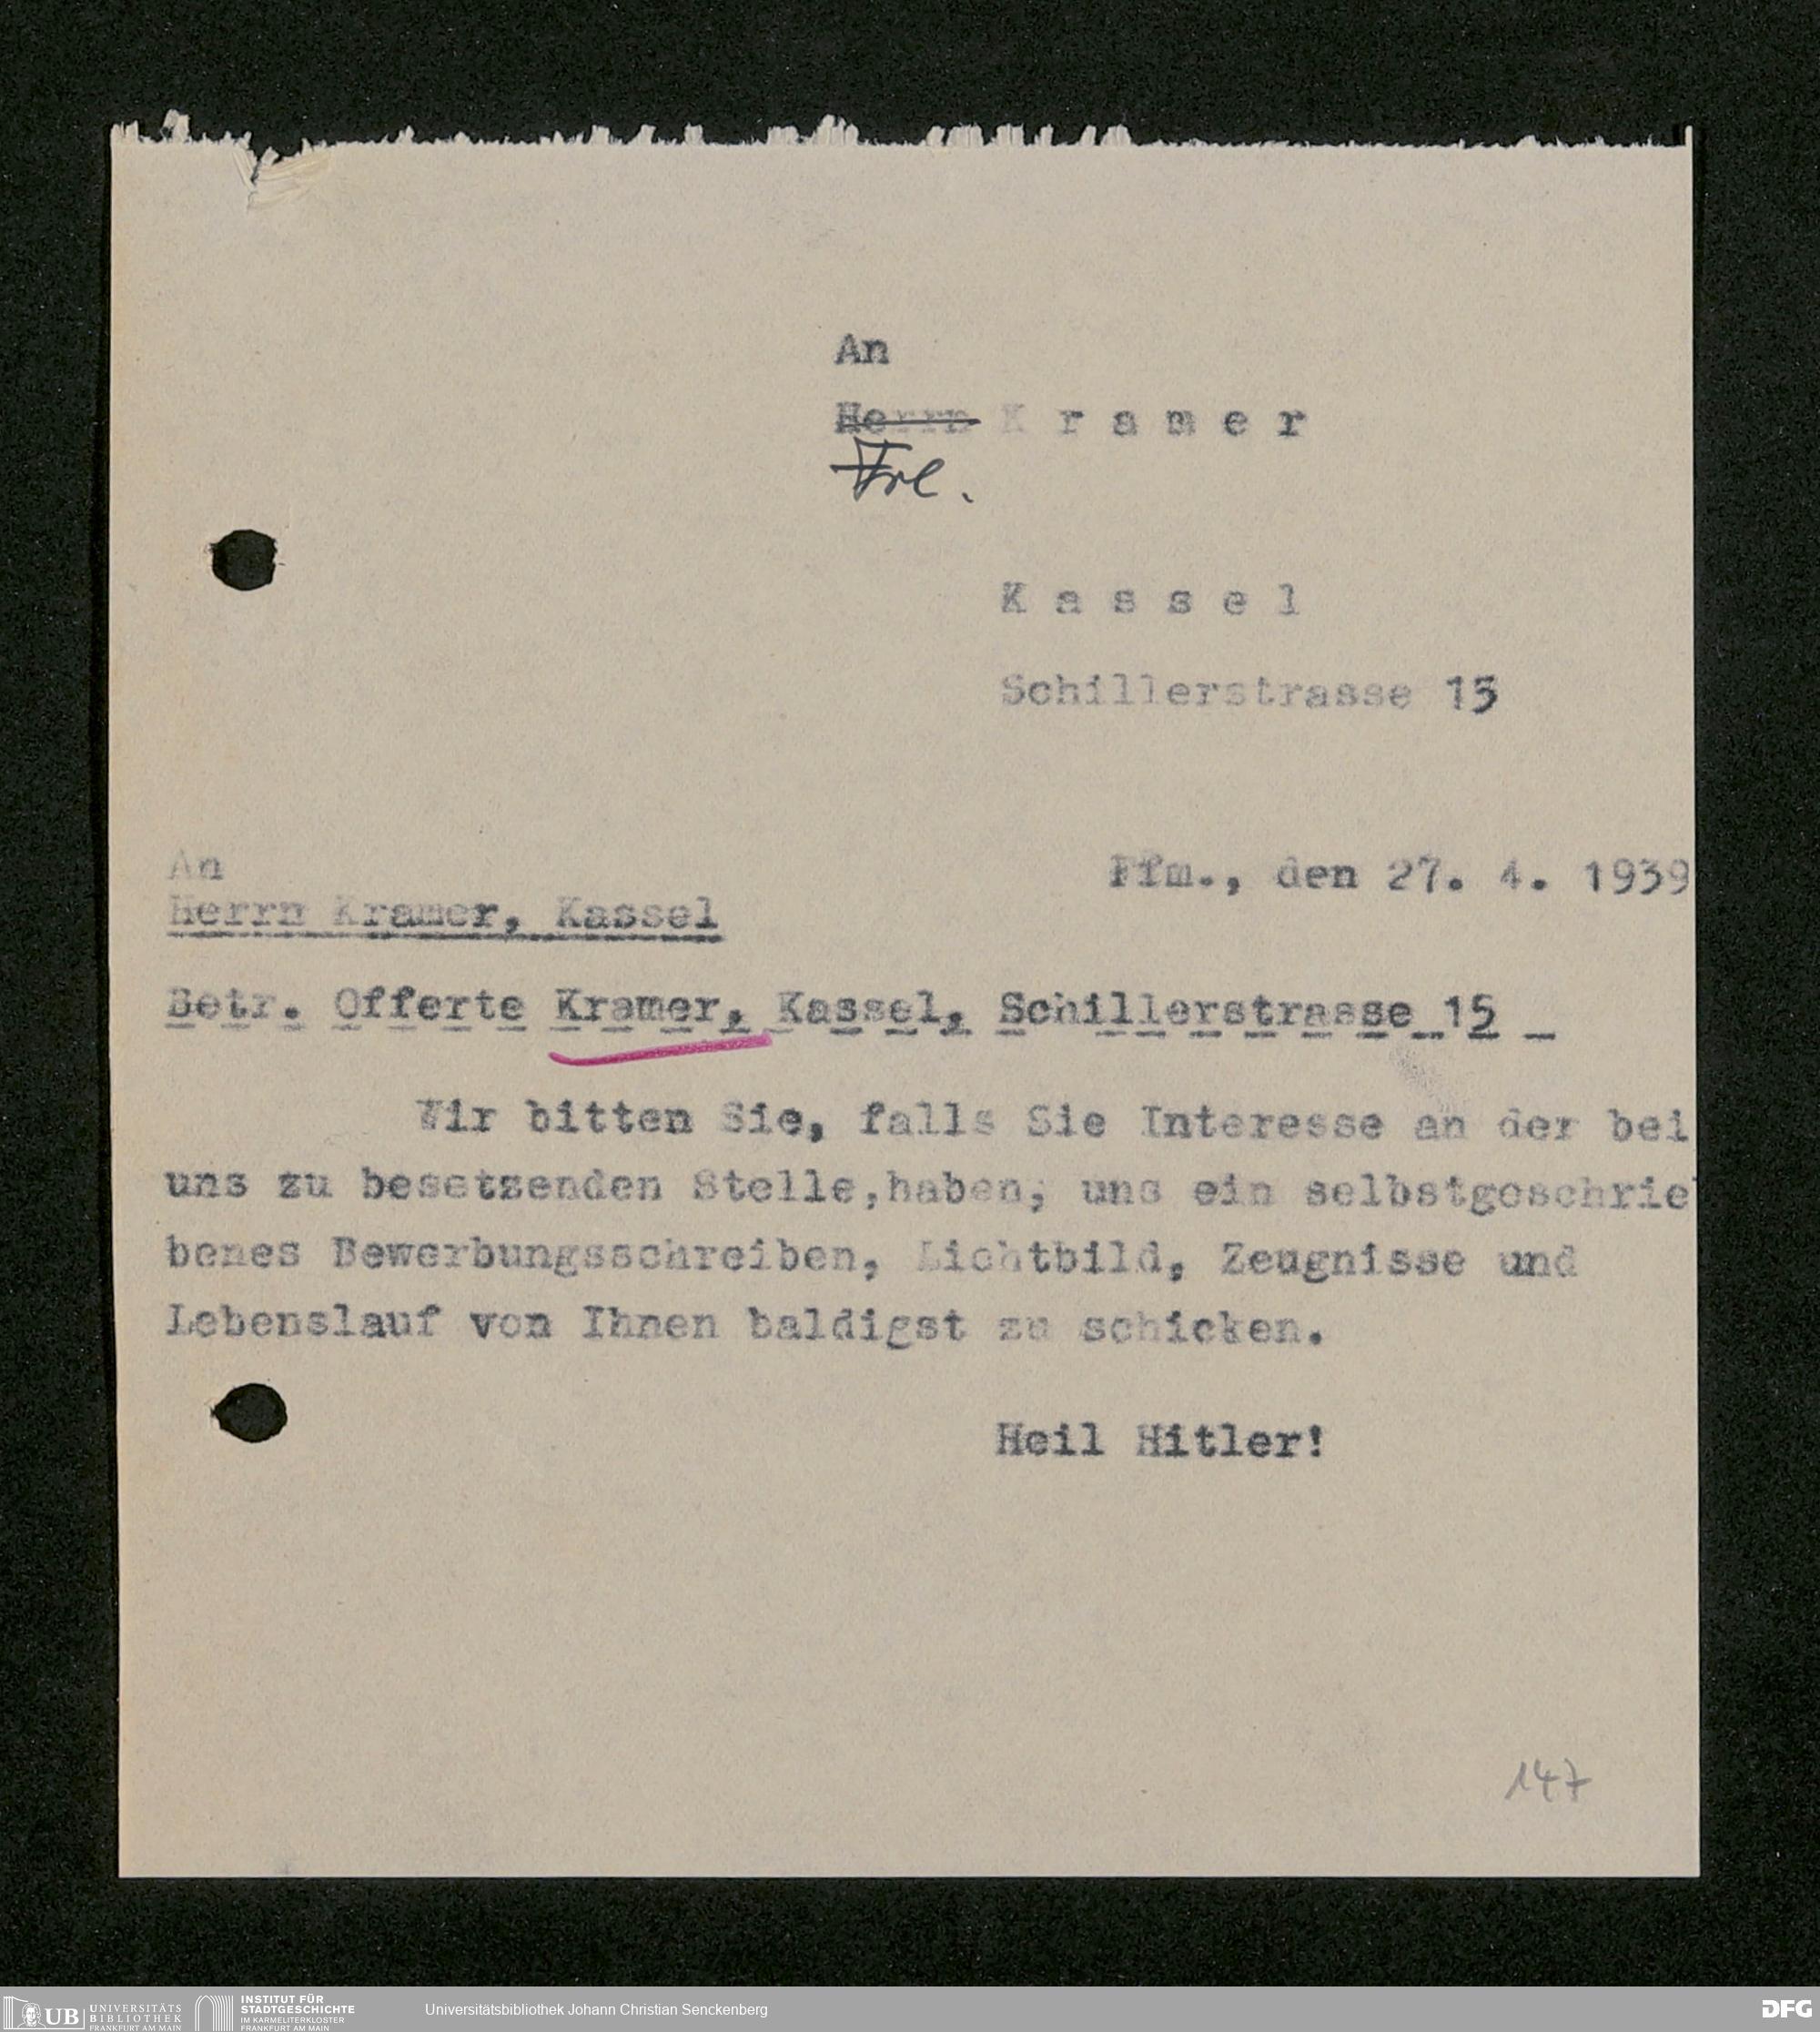 An
Herrn K r a m e r
Frl.
K a s s e l
Schillerstrasse 15
An
Ffm., den 27. 4. 1939
Herrn Kramer, Kassel
Betr. Offerte Kramer, Kassel, Schillerstrasse 15
Wir bitten Sie, falls Sie Interesse an der bei
uns zu besetzenden Stelle,haben, uns ein selbstgeschrie
benes Bewerbungsschreiben, Lichtbild, Zeugnisse und
Lebenslauf von Ihnen baldigst zu schicken.
Heil Hitler!
147
UB UNIVERSITÄTS
BIBLIOTHEK
FRANKFURT AM MAIN
INSTITUT FÜR
STADTGESCHICHTE
IM KARMELITERKLOSTER
FRANKFURT AM MAIN
Universitätsbibliothek Johann Christian Senckenberg
DFG